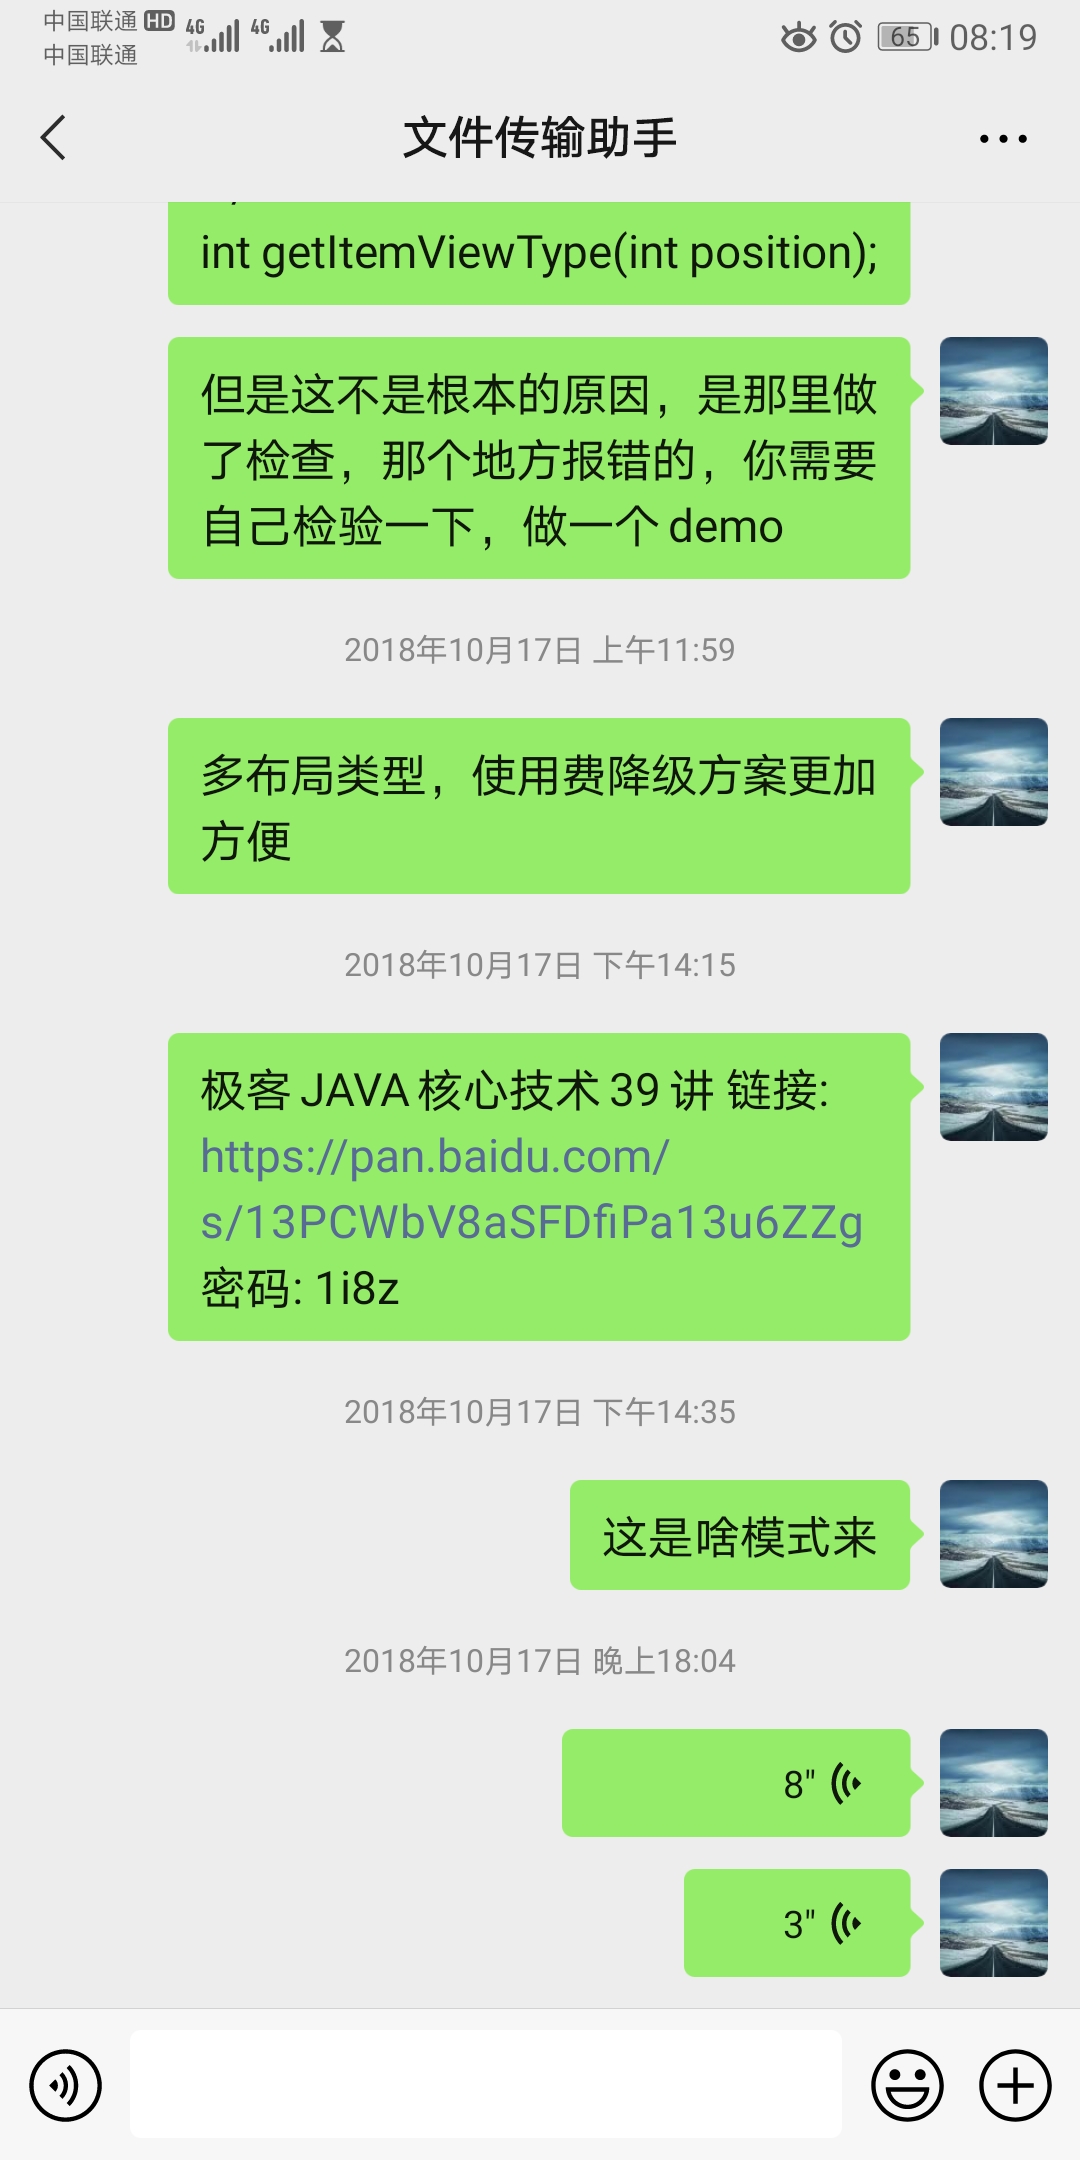 中国联通 HD 4G 4G 65 08:19
中国联通
文件传输助手
int getItemViewType(int position);
但是这不是根本的原因，是那里做
了检查，那个地方报错的，你需要
自己检验一下，做一个 demo
2018年10月17日 上午11:59
多布局类型，使用费降级方案更加
方便
2018年10月17日 下午14:15
极客 JAVA 核心技术 39 讲 链接:
https://pan.baidu.com/
s/13PCWbV8aSFDfiPa13u6ZZg
密码: 1i8z
2018年10月17日 下午14:35
这是啥模式来
2018年10月17日 晚上18:04
8"
3"